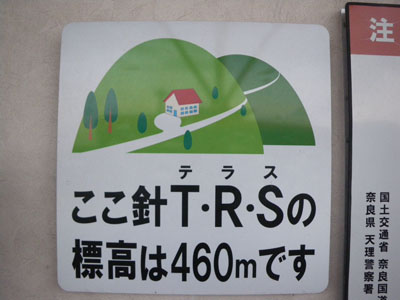 テラス
ここ針T・R・Sの
標高は460mです
注
国土交通省 奈良国道
奈良県 天理警察署